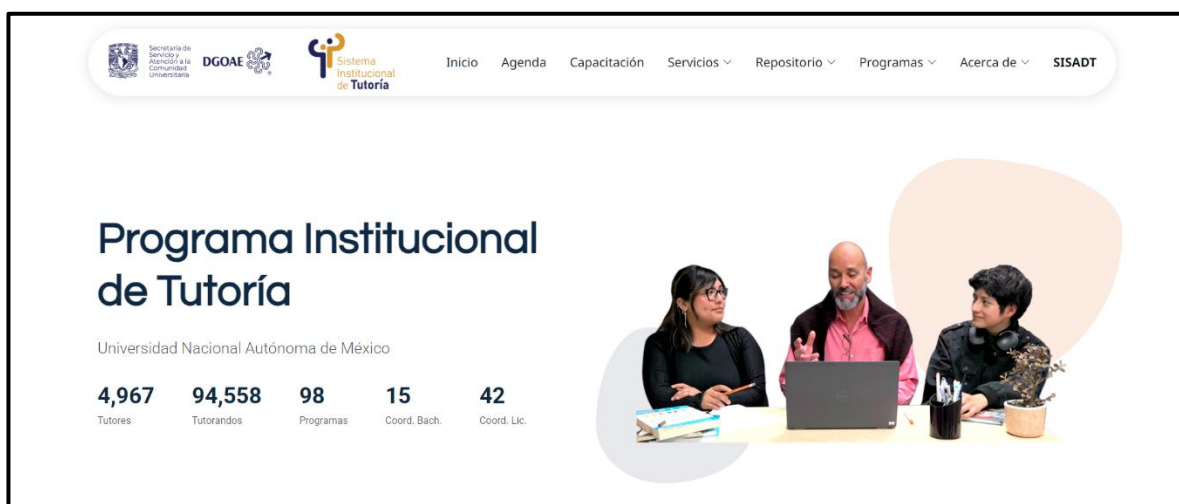 Secretaría de
Servicio y
Atención a la
Comunidad
Universitaria
DGOAE
Sistema
Institucional
de Tutoría
Inicio Agenda Capacitación Servicios Repositorio Programas Acerca de SISADT
Programa Institucional
de Tutoría
Universidad Nacional Autónoma de México
4,967 94,558 98 15 42
Tutores Tutorandos Programas Coord. Bach. Coord. Lic.